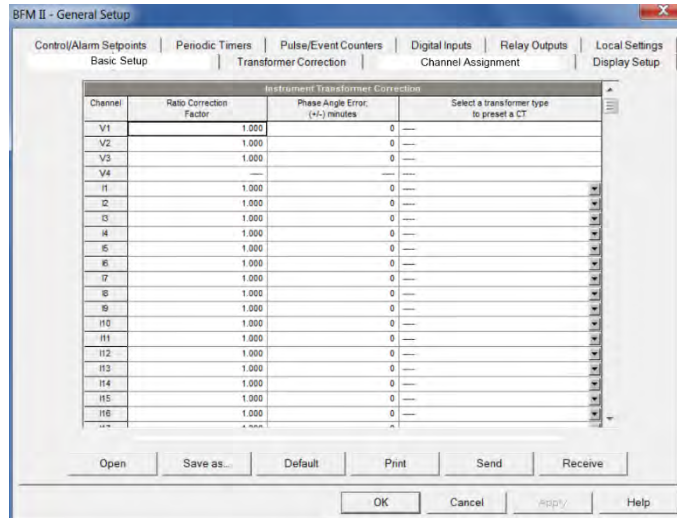 BFM II - General Setup
Control/Alarm Setpoints Periodic Timers Pulse/Event Counters Digital Inputs Relay Outputs Local Settings
Basic Setup Transformer Correction Channel Assignment Display Setup
Instrument Transformer Correction
Channel Ratio Correction Factor Phase Angle Error, (+/-) minutes Select a transformer type to preset a CT
V1 1.000 0 ----
V2 1.000 0 ----
V3 1.000 0 ----
V4 ---- ---- ----
I1 1.000 0 ----
I2 1.000 0 ----
I3 1.000 0 ----
I4 1.000 0 ----
I5 1.000 0 ----
I6 1.000 0 ----
I7 1.000 0 ----
I8 1.000 0 ----
I9 1.000 0 ----
I10 1.000 0 ----
I11 1.000 0 ----
I12 1.000 0 ----
I13 1.000 0 ----
I14 1.000 0 ----
I15 1.000 0 ----
I16 1.000 0 ----
Open Save as... Default Print Send Receive
OK Cancel Apply Help